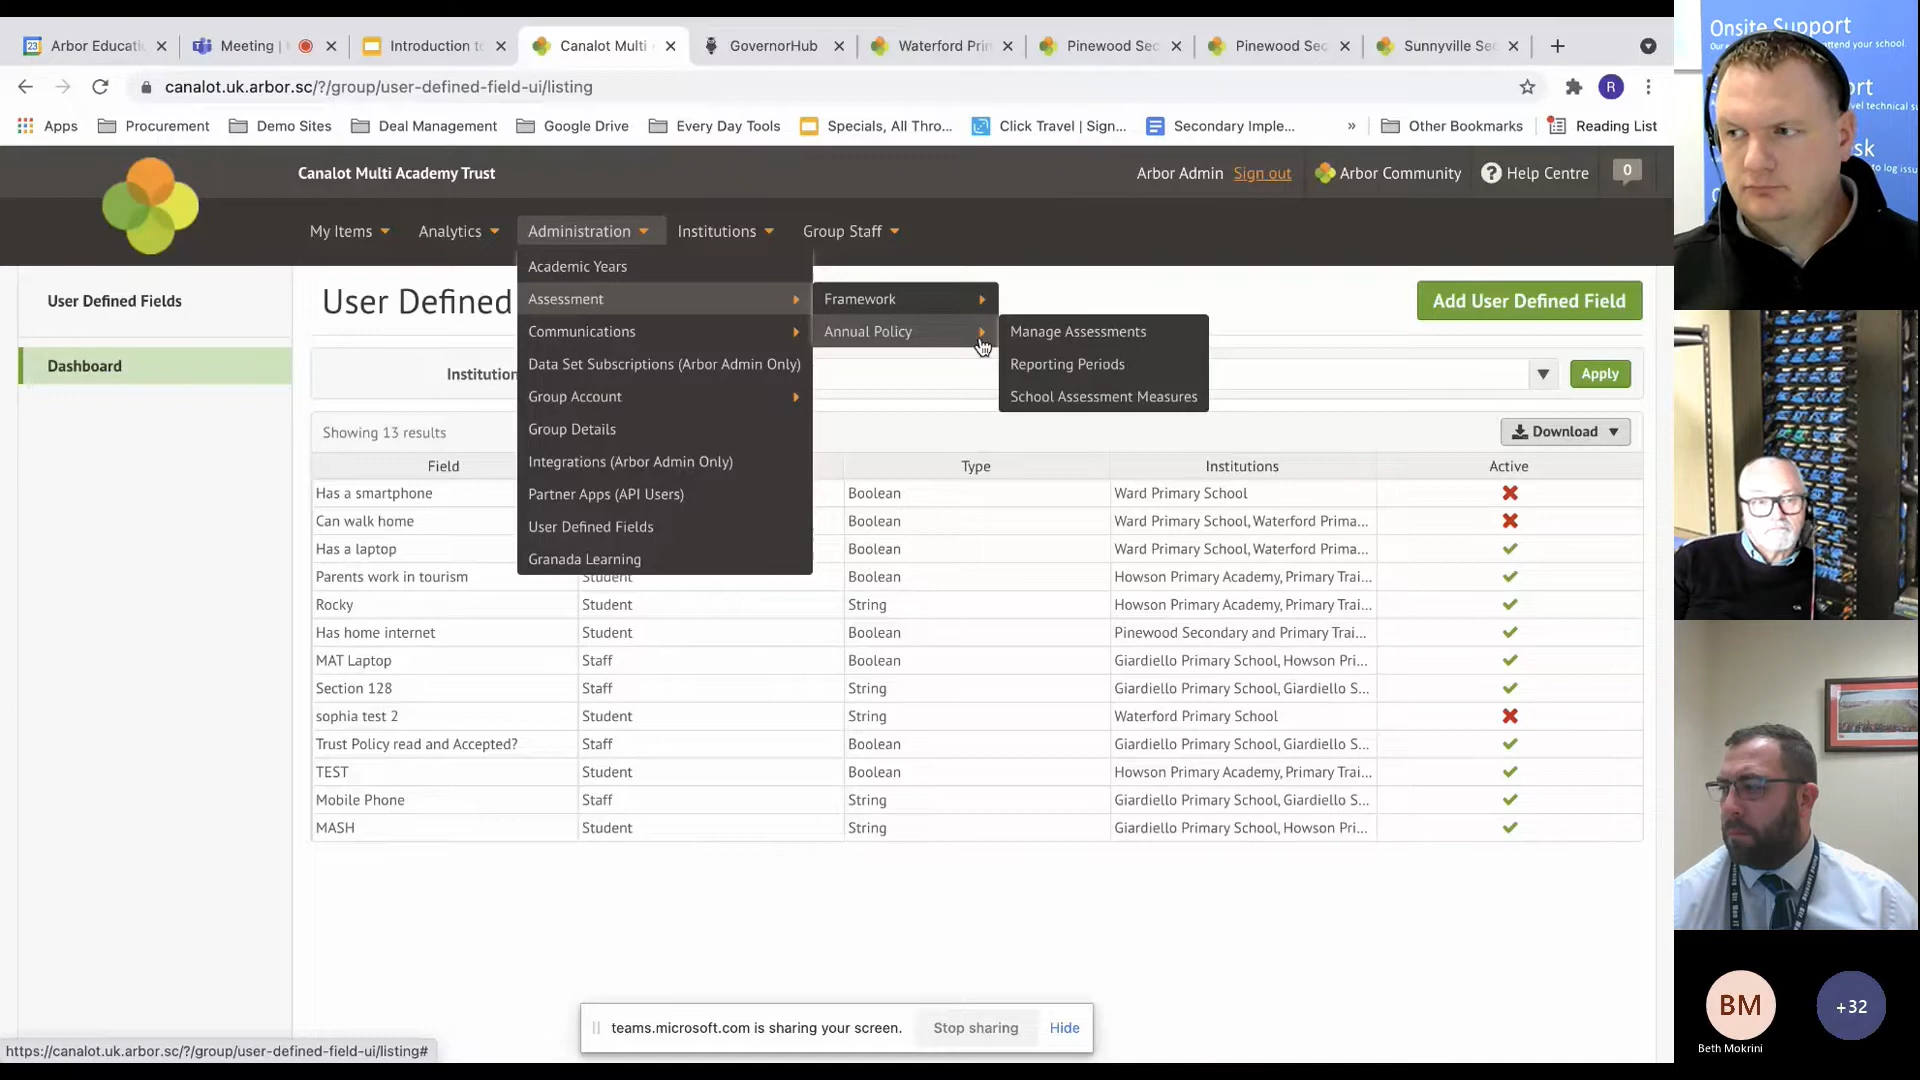 Arbor Educati
Meeting |
Introduction to
Canalot Multi
GovernorHub
Waterford Prin
Pinewood Sec
Pinewood Sec
Sunnyville Sec
canalot.uk.arbor.sc/?/group/user-defined-field-ui/listing
R
Apps
Procurement
Demo Sites
Deal Management
Google Drive
Every Day Tools
Specials, All Thro...
Click Travel | Sign...
Secondary Imple...
»
Other Bookmarks
Reading List
Canalot Multi Academy Trust
Arbor Admin
Sign out
Arbor Community
Help Centre
0
My Items
Analytics
Administration
Institutions
Group Staff
User Defined Fields
Dashboard
User Defined
Add User Defined Field
Academic Years
Assessment
Communications
Data Set Subscriptions (Arbor Admin Only)
Group Account
Group Details
Integrations (Arbor Admin Only)
Partner Apps (API Users)
User Defined Fields
Granada Learning
Framework
Annual Policy
Manage Assessments
Reporting Periods
School Assessment Measures
Institution
Apply
Showing 13 results
Download
Field Type Institutions Active
Has a smartphone Boolean Ward Primary School
Can walk home Boolean Ward Primary School, Waterford Prima...
Has a laptop Boolean Ward Primary School, Waterford Prima...
Parents work in tourism Student Boolean Howson Primary Academy, Primary Trai...
Rocky Student String Howson Primary Academy, Primary Trai...
Has home internet Student Boolean Pinewood Secondary and Primary Trai...
MAT Laptop Staff Boolean Giardiello Primary School, Howson Pri...
Section 128 Staff String Giardiello Primary School, Giardiello S...
sophia test 2 Student String Waterford Primary School
Trust Policy read and Accepted? Staff Boolean Giardiello Primary School, Giardiello S...
TEST Student Boolean Howson Primary Academy, Primary Trai...
Mobile Phone Staff String Giardiello Primary School, Giardiello S...
MASH Student String Giardiello Primary School, Howson Pri...
teams.microsoft.com is sharing your screen.
Stop sharing
Hide
https://canalot.uk.arbor.sc/?/group/user-defined-field-ui/listing#
Onsite Support
attend your school.
BM
Beth Mokrini
+32